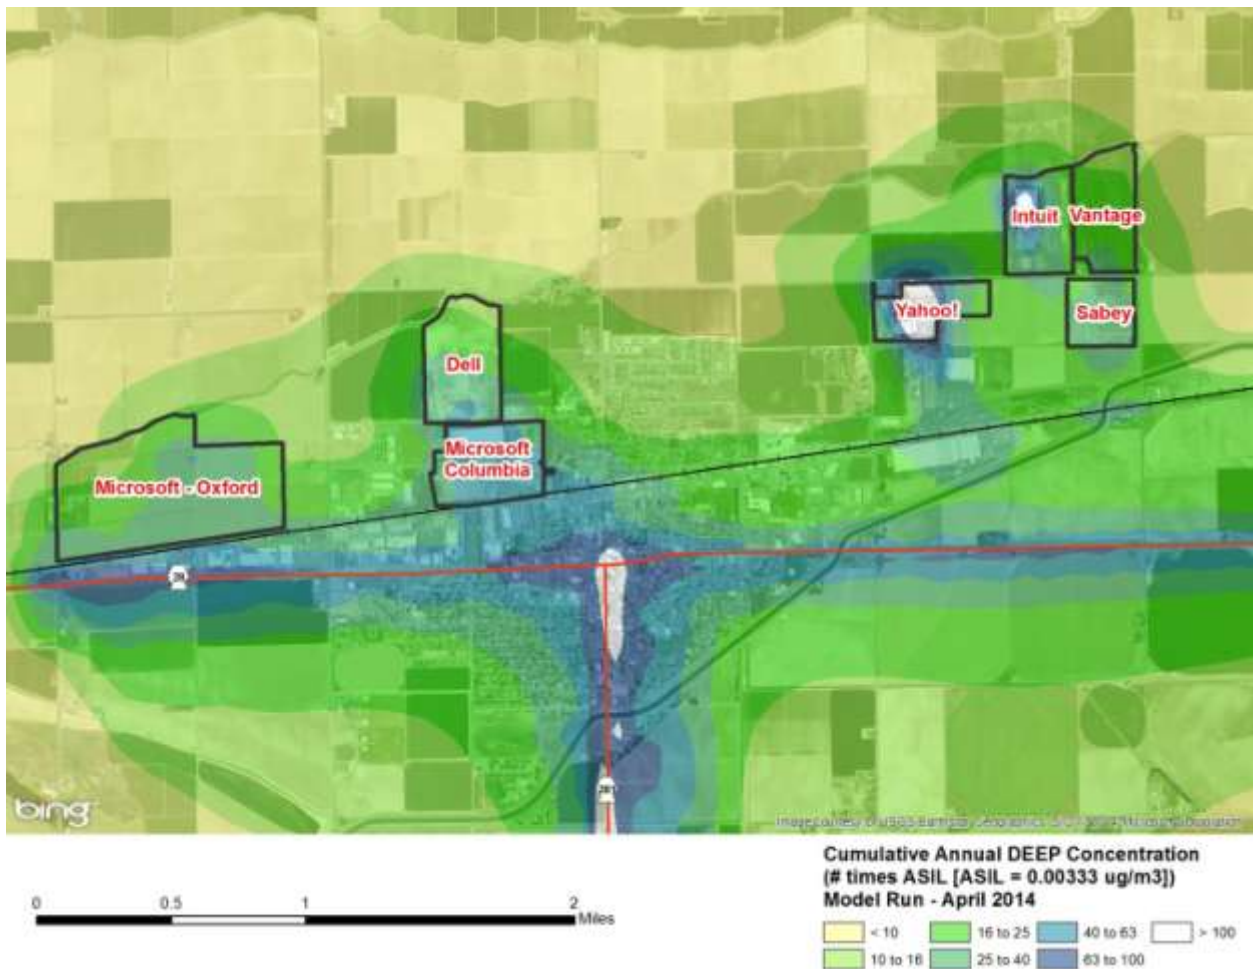 Intuit
Vantage
Yahoo!
Sabey
Dell
Microsoft
Columbia
Microsoft - Oxford
281
bing
0 0.5 1 2
Miles
Cumulative Annual DEEP Concentration
(# times ASIL [ASIL = 0.00333 ug/m3])
Model Run - April 2014
< 10 16 to 25 40 to 63 > 100
10 to 16 25 to 40 63 to 100